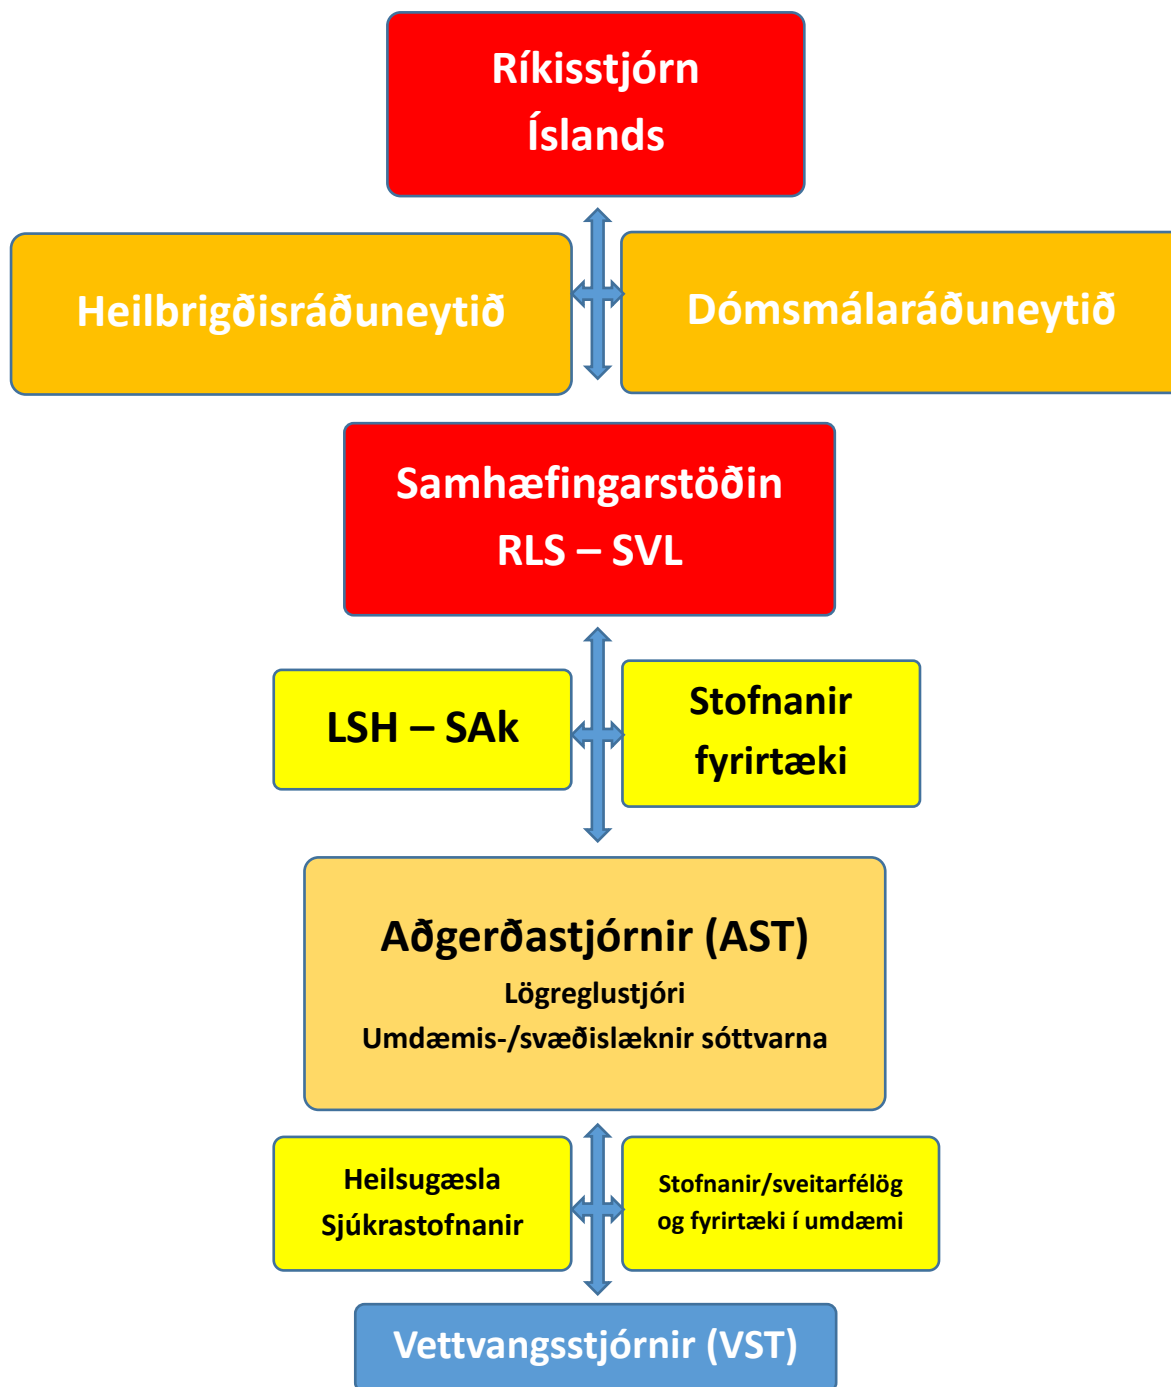 Ríkisstjórn
Íslands
Heilbrigðisráðuneytið
Dómsmálaráðuneytið
Samhæfingarstöðin
RLS – SVL
LSH – SAk
Stofnanir
fyrirtæki
Aðgerðastjórnir (AST)
Lögreglustjóri
Umdæmis-/svæðislæknir sóttvarna
Heilsugæsla
Sjúkrastofnanir
Stofnanir/sveitarfélög
og fyrirtæki í umdæmi
Vettvangsstjórnir (VST)